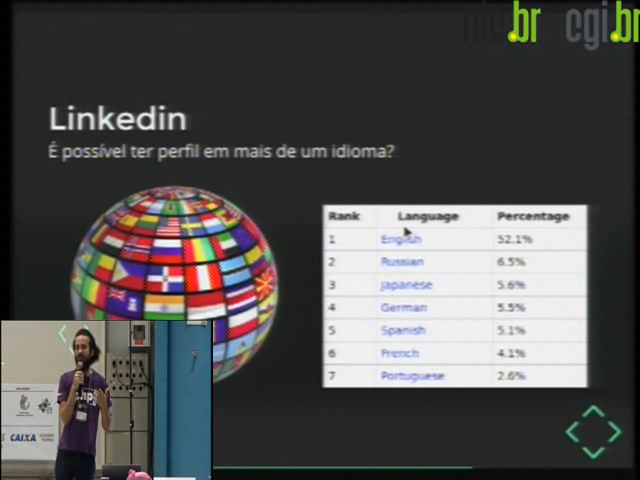 nic.br cgi.br
Linkedin
É possível ter perfil em mais de um idioma?
Rank Language Percentage
1 English 52.1%
2 Russian 6.5%
3 Japanese 5.6%
4 German 5.5%
5 Spanish 5.1%
6 French 4.1%
7 Portuguese 2.6%
CAIXA